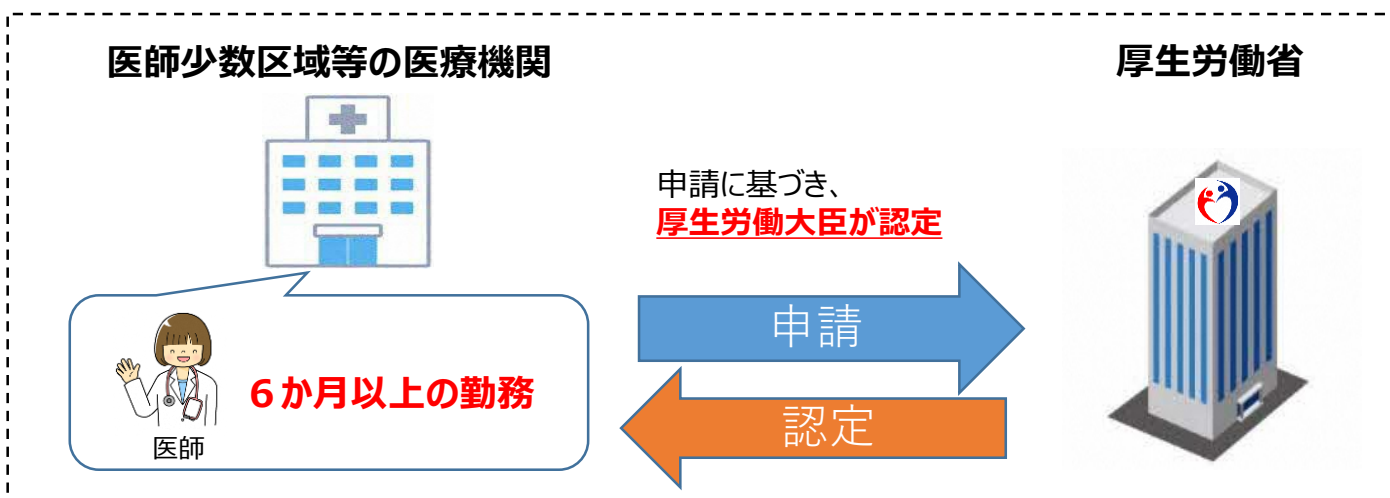 医師少数区域等の医療機関
厚生労働省
申請に基づき、
厚生労働大臣が認定
申請
認定
６か月以上の勤務
医師